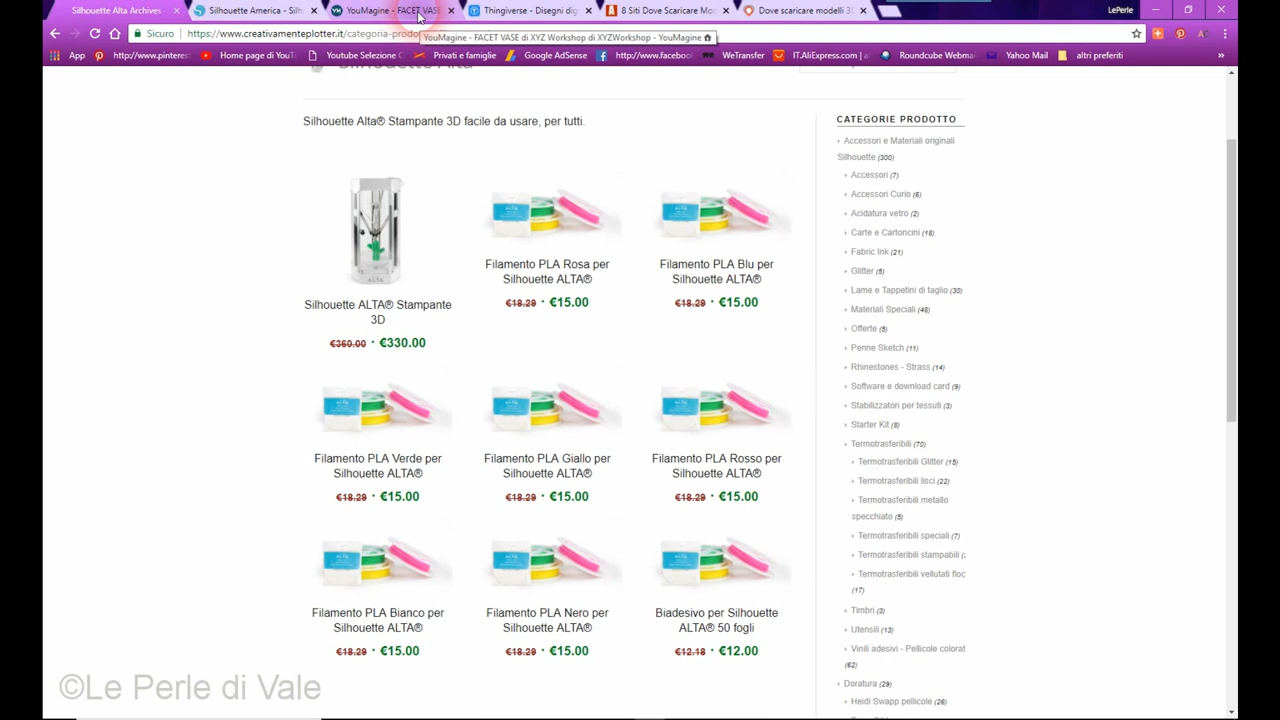 Silhouette Alta Archives -
Silhouette America - Silh
YouMagine - FACET VASE
Thingiverse - Disegni dig
8 Siti Dove Scaricare Mo
Dove scaricare modelli 3
LePerle
Sicuro
https://www.creativamenteplotter.it/categoria-prodo
YouMagine - FACET VASE di XYZ Workshop di XYZWorkshop - YouMagine
App
http://www.pinteres
Home page di YouT
Youtube Selezione C
Privati e famiglie
Google AdSense
http://www.faceboo
WeTransfer
IT.AliExpress.com | a
Roundcube Webma
Yahoo Mail
altri preferiti
»
Silhouette Alta
Silhouette Alta® Stampante 3D facile da usare, per tutti.
Silhouette ALTA® Stampante
3D
€360.00 · €330.00
Filamento PLA Rosa per
Silhouette ALTA®
€18.29 · €15.00
Filamento PLA Blu per
Silhouette ALTA®
€18.29 · €15.00
Filamento PLA Verde per
Silhouette ALTA®
€18.29 · €15.00
Filamento PLA Giallo per
Silhouette ALTA®
€18.29 · €15.00
Filamento PLA Rosso per
Silhouette ALTA®
€18.29 · €15.00
Filamento PLA Bianco per
Silhouette ALTA®
€18.29 · €15.00
Filamento PLA Nero per
Silhouette ALTA®
€18.29 · €15.00
Biadesivo per Silhouette
ALTA® 50 fogli
€12.18 · €12.00
CATEGORIE PRODOTTO
Accessori e Materiali originali
Silhouette (300)
Accessori (7)
Accessori Curio (6)
Acidatura vetro (2)
Carte e Cartoncini (18)
Fabric Ink (21)
Glitter (5)
Lame e Tappetini di taglio (30)
Materiali Speciali (48)
Offerte (5)
Penne Sketch (11)
Rhinestones - Strass (14)
Software e download card (9)
Stabilizzatori per tessuti (3)
Starter Kit (8)
Termotrasferibili (70)
Termotrasferibili Glitter (15)
Termotrasferibili lisci (22)
Termotrasferibili metallo
specchiato (5)
Termotrasferibili speciali (7)
Termotrasferibili stampabili (
Termotrasferibili vellutati floc
(17)
Timbri (3)
Utensili (13)
Vinili adesivi - Pellicole colorat
(62)
Doratura (29)
Heidi Swapp pellicole (26)
©Le Perle di Vale